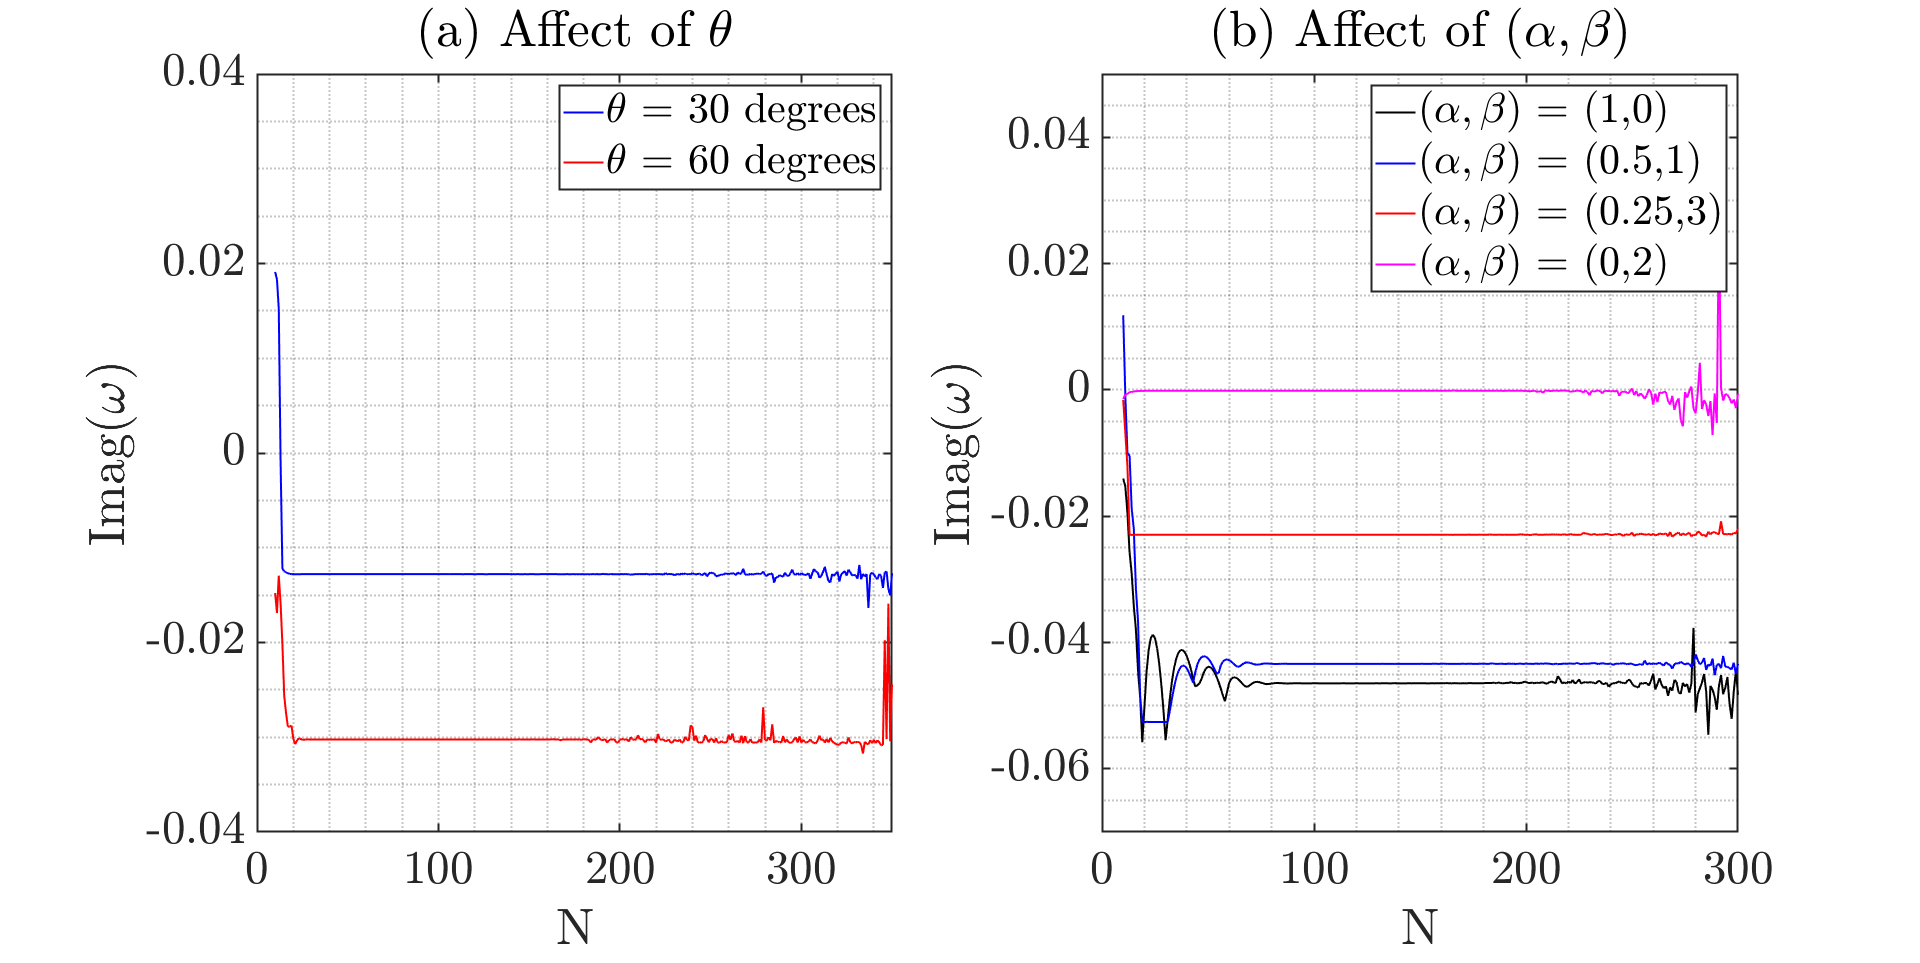 (a) Affect of θ
0.04
0.02
0
-0.02
-0.04
Imag(ω)
0
100
200
300
N
θ = 30 degrees
θ = 60 degrees
(b) Affect of (α, β)
0.04
0.02
0
-0.02
-0.04
-0.06
Imag(ω)
0
100
200
300
N
(α, β) = (1,0)
(α, β) = (0.5,1)
(α, β) = (0.25,3)
(α, β) = (0,2)